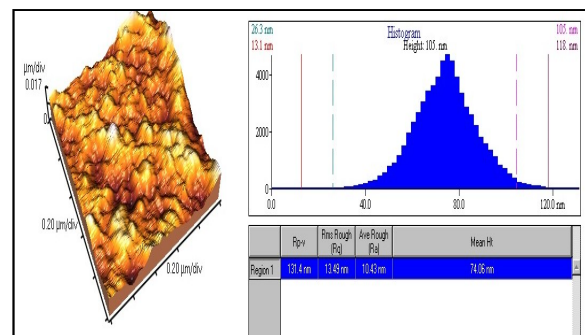 µm/div
0.017
0
0.20 µm/div
0.20 µm/div
26.3 nm
13.1 nm
Histogram
Height: 105. nm
105. nm
118. nm
4000
2000
0
0.0
40.0
80.0
120.0 nm
Rp-v
Rms Rough (Rq)
Ave Rough (Ra)
Mean Ht
Region 1
131.4 nm
13.49 nm
10.43 nm
74.06 nm